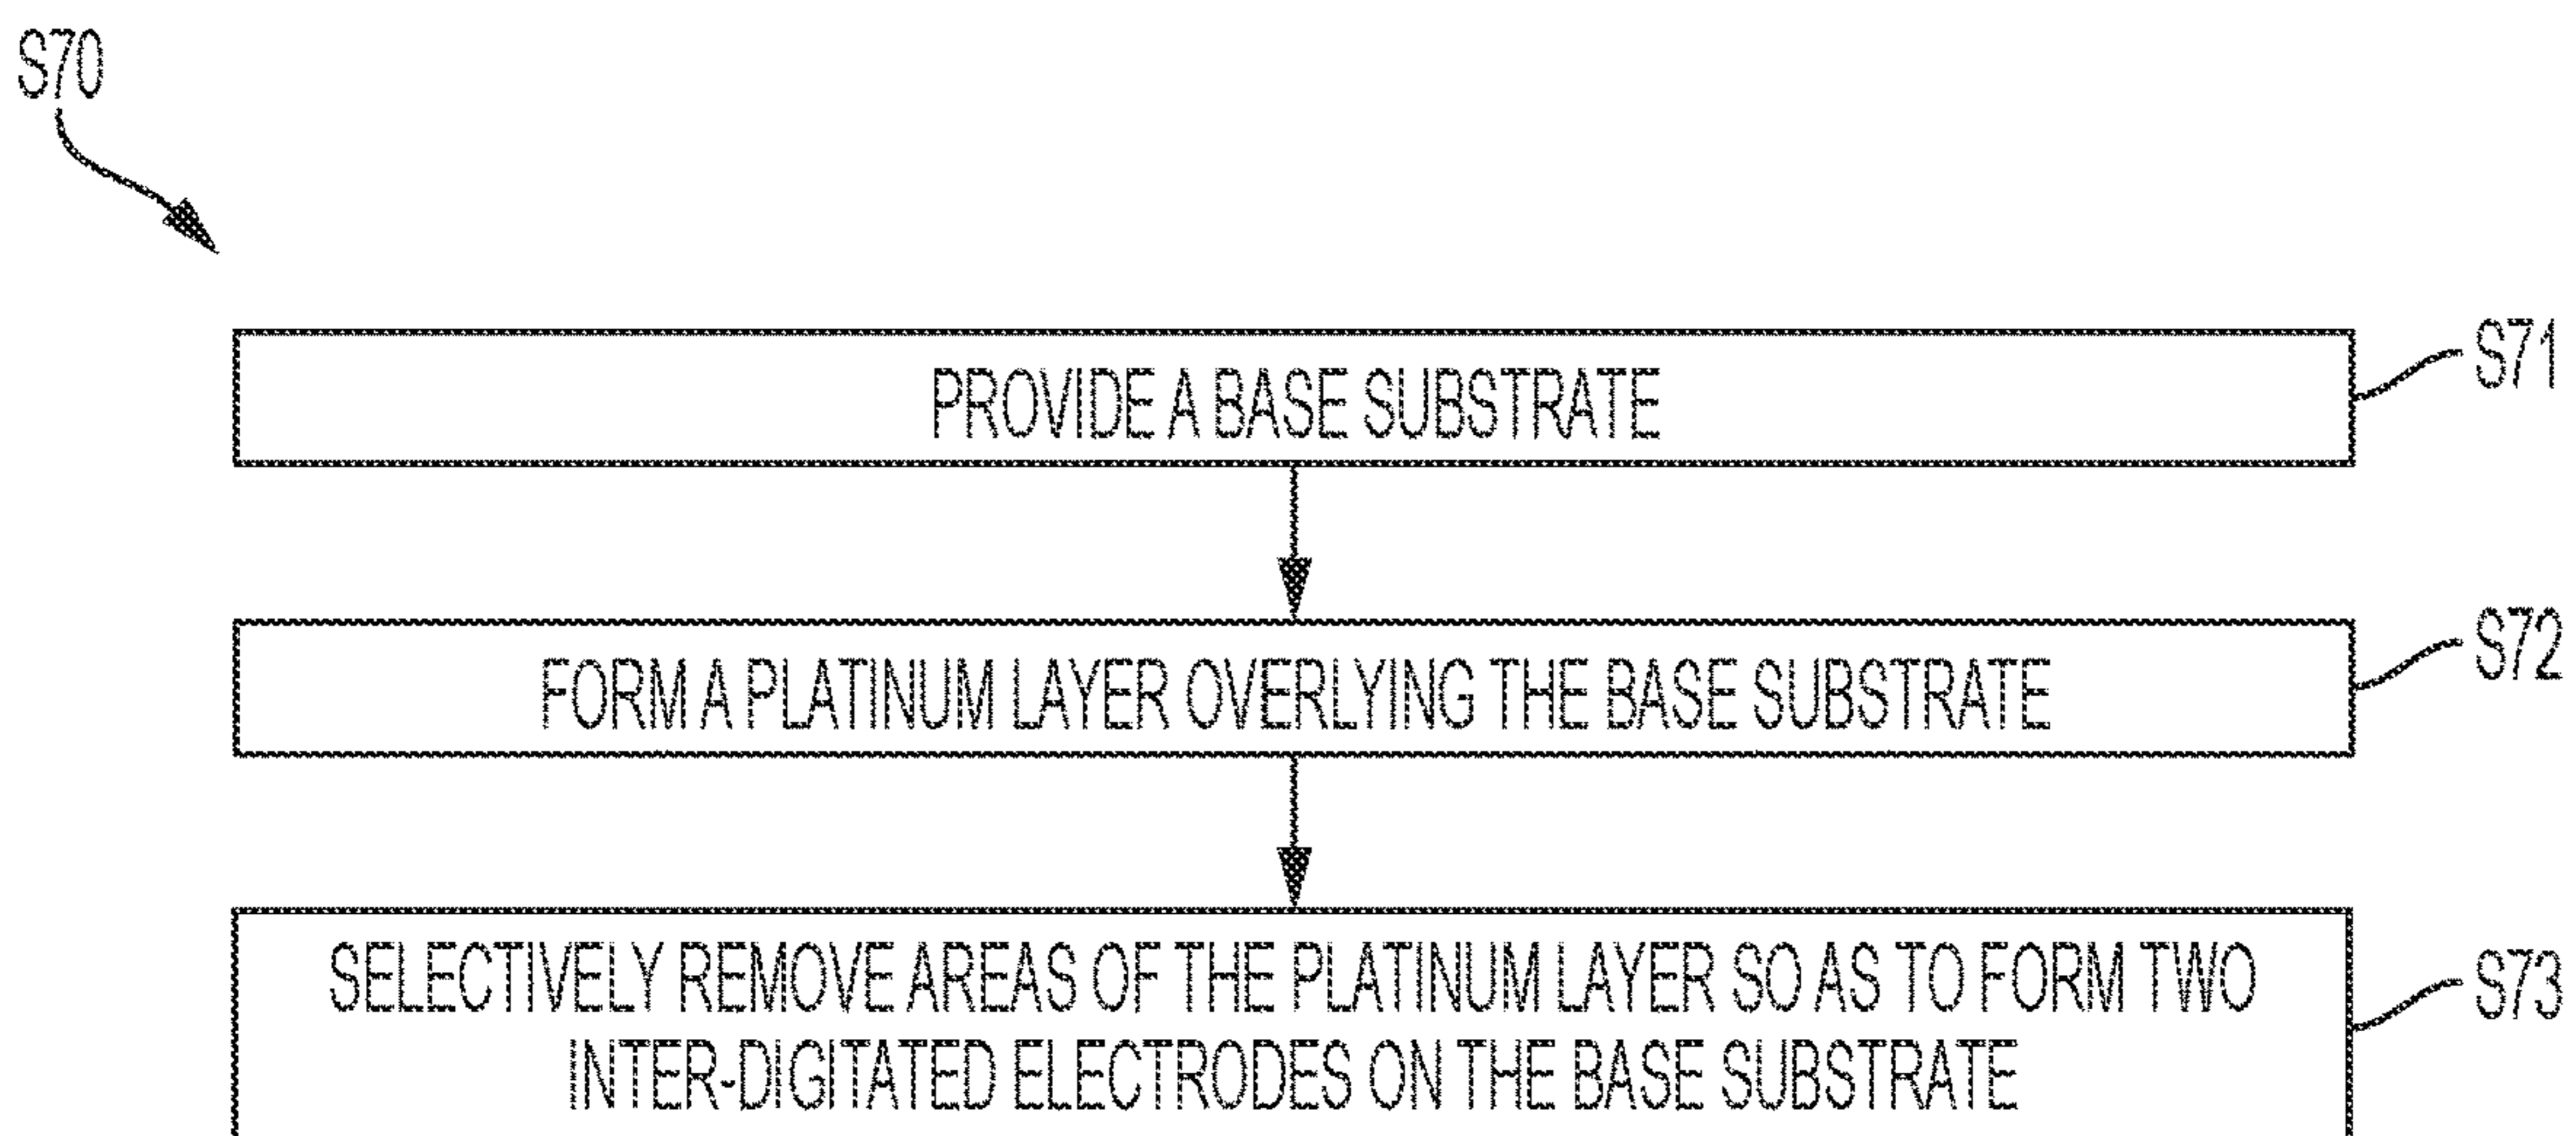 S70
PROVIDE A BASE SUBSTRATE
S71
FORM A PLATINUM LAYER OVERLYING THE BASE SUBSTRATE
S72
SELECTIVELY REMOVE AREAS OF THE PLATINUM LAYER SO AS TO FORM TWO
INTER-DIGITATED ELECTRODES ON THE BASE SUBSTRATE
S73